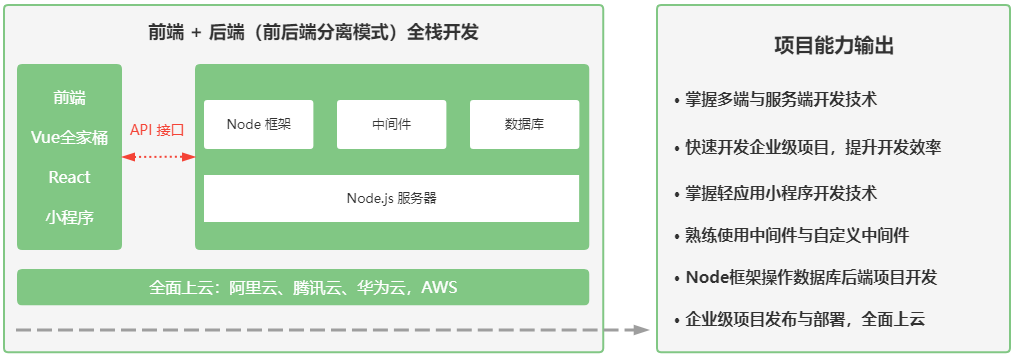 前端 + 后端（前后端分离模式）全栈开发
前端
Vue全家桶
React
小程序
API 接口
Node 框架
中间件
数据库
Node.js 服务器
全面上云：阿里云、腾讯云、华为云，AWS
项目能力输出
• 掌握多端与服务端开发技术
• 快速开发企业级项目，提升开发效率
• 掌握轻应用小程序开发技术
• 熟练使用中间件与自定义中间件
• Node框架操作数据库后端项目开发
• 企业级项目发布与部署，全面上云